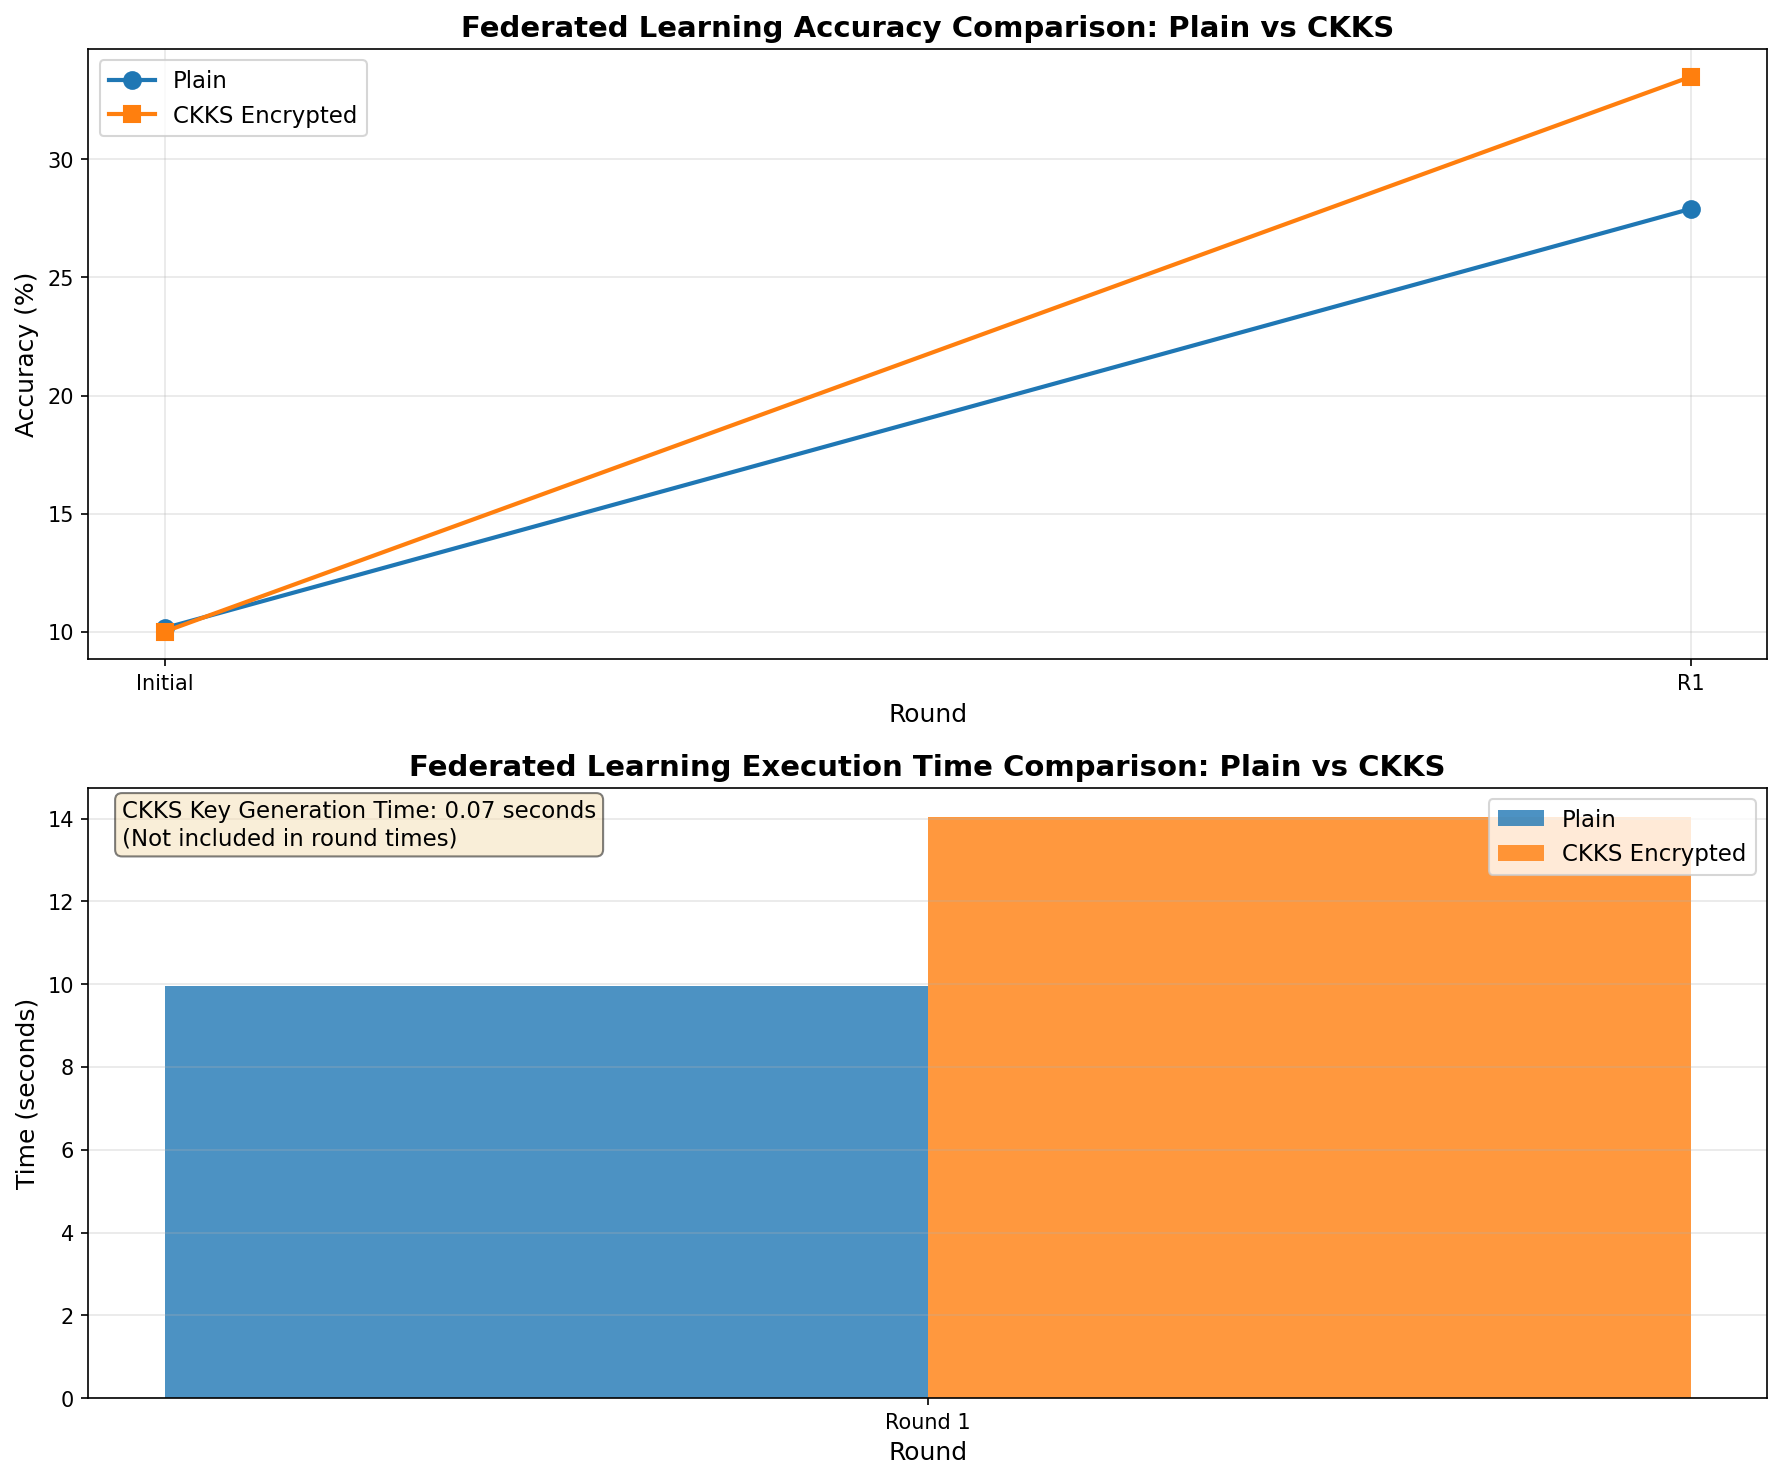 Federated Learning Accuracy Comparison: Plain vs CKKS
Plain
CKKS Encrypted
Accuracy (%)
30
25
20
15
10
Initial
R1
Round
Federated Learning Execution Time Comparison: Plain vs CKKS
CKKS Key Generation Time: 0.07 seconds
(Not included in round times)
Plain
CKKS Encrypted
Time (seconds)
14
12
10
8
6
4
2
0
Round 1
Round